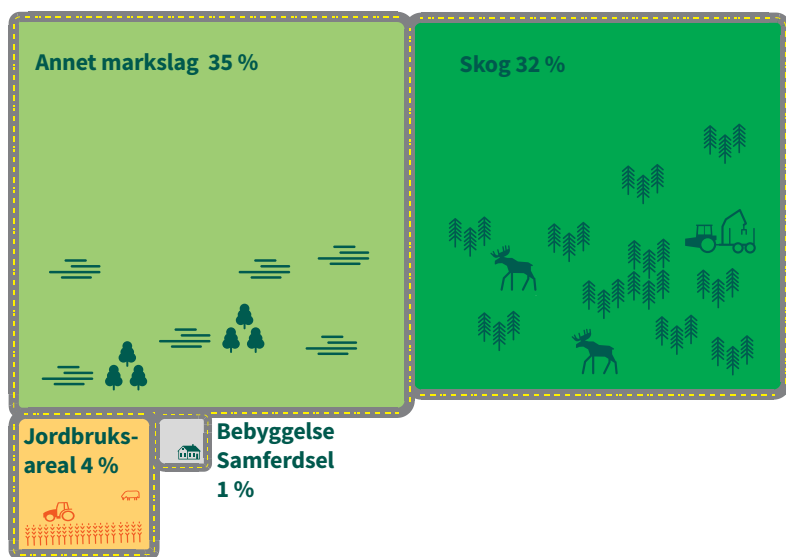 Annet markslag 35 %
Skog 32 %
Jordbruks-
areal 4 %
Bebyggelse
Samferdsel
1 %